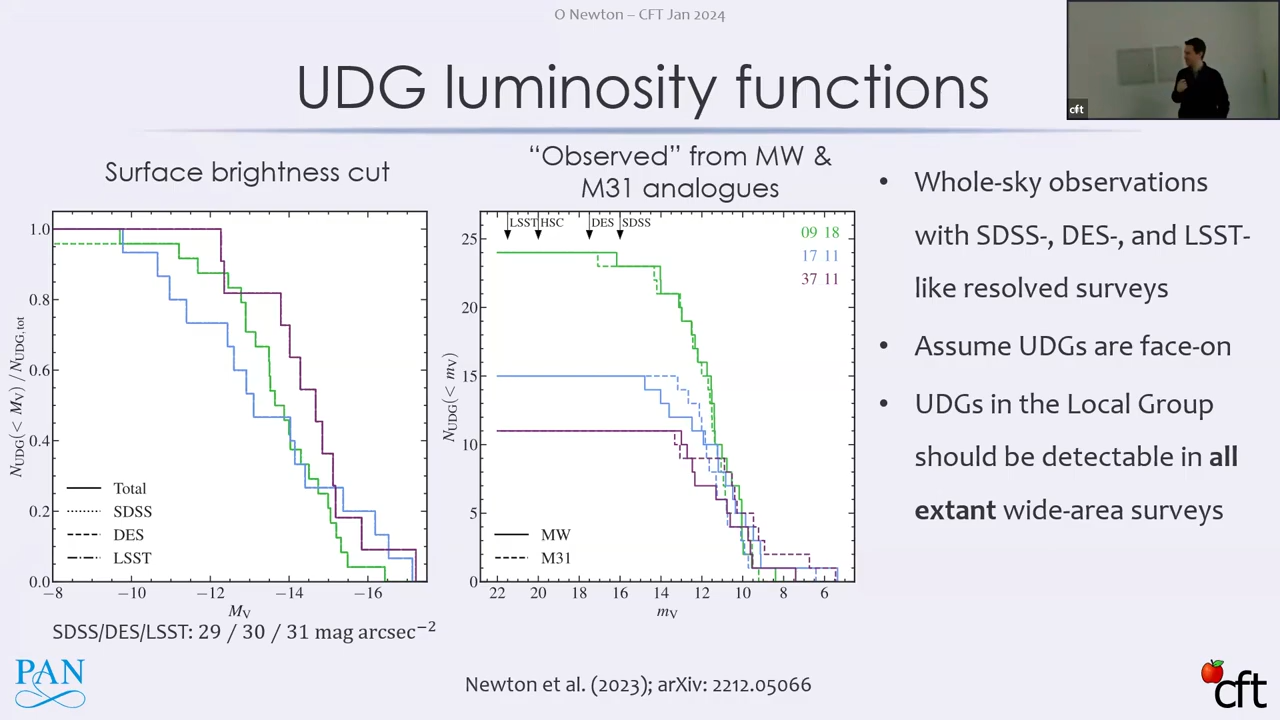 O Newton – CFT Jan 2024
cft
UDG luminosity functions
Surface brightness cut
1.0
0.8
0.6
0.4
0.2
0.0
N_UDG(< M_V) / N_UDG,tot
Total
SDSS
DES
LSST
−8
−10
−12
−14
−16
M_V
SDSS/DES/LSST: 29 / 30 / 31 mag arcsec⁻²
“Observed” from MW &
M31 analogues
LSST HSC DES SDSS
09 18
17 11
37 11
25
20
15
10
5
0
N_UDG(< m_V)
MW
M31
22 20 18 16 14 12 10 8 6
m_V
• Whole-sky observations
with SDSS-, DES-, and LSST-
like resolved surveys
• Assume UDGs are face-on
• UDGs in the Local Group
should be detectable in all
extant wide-area surveys
PAN
Newton et al. (2023); arXiv: 2212.05066
cft